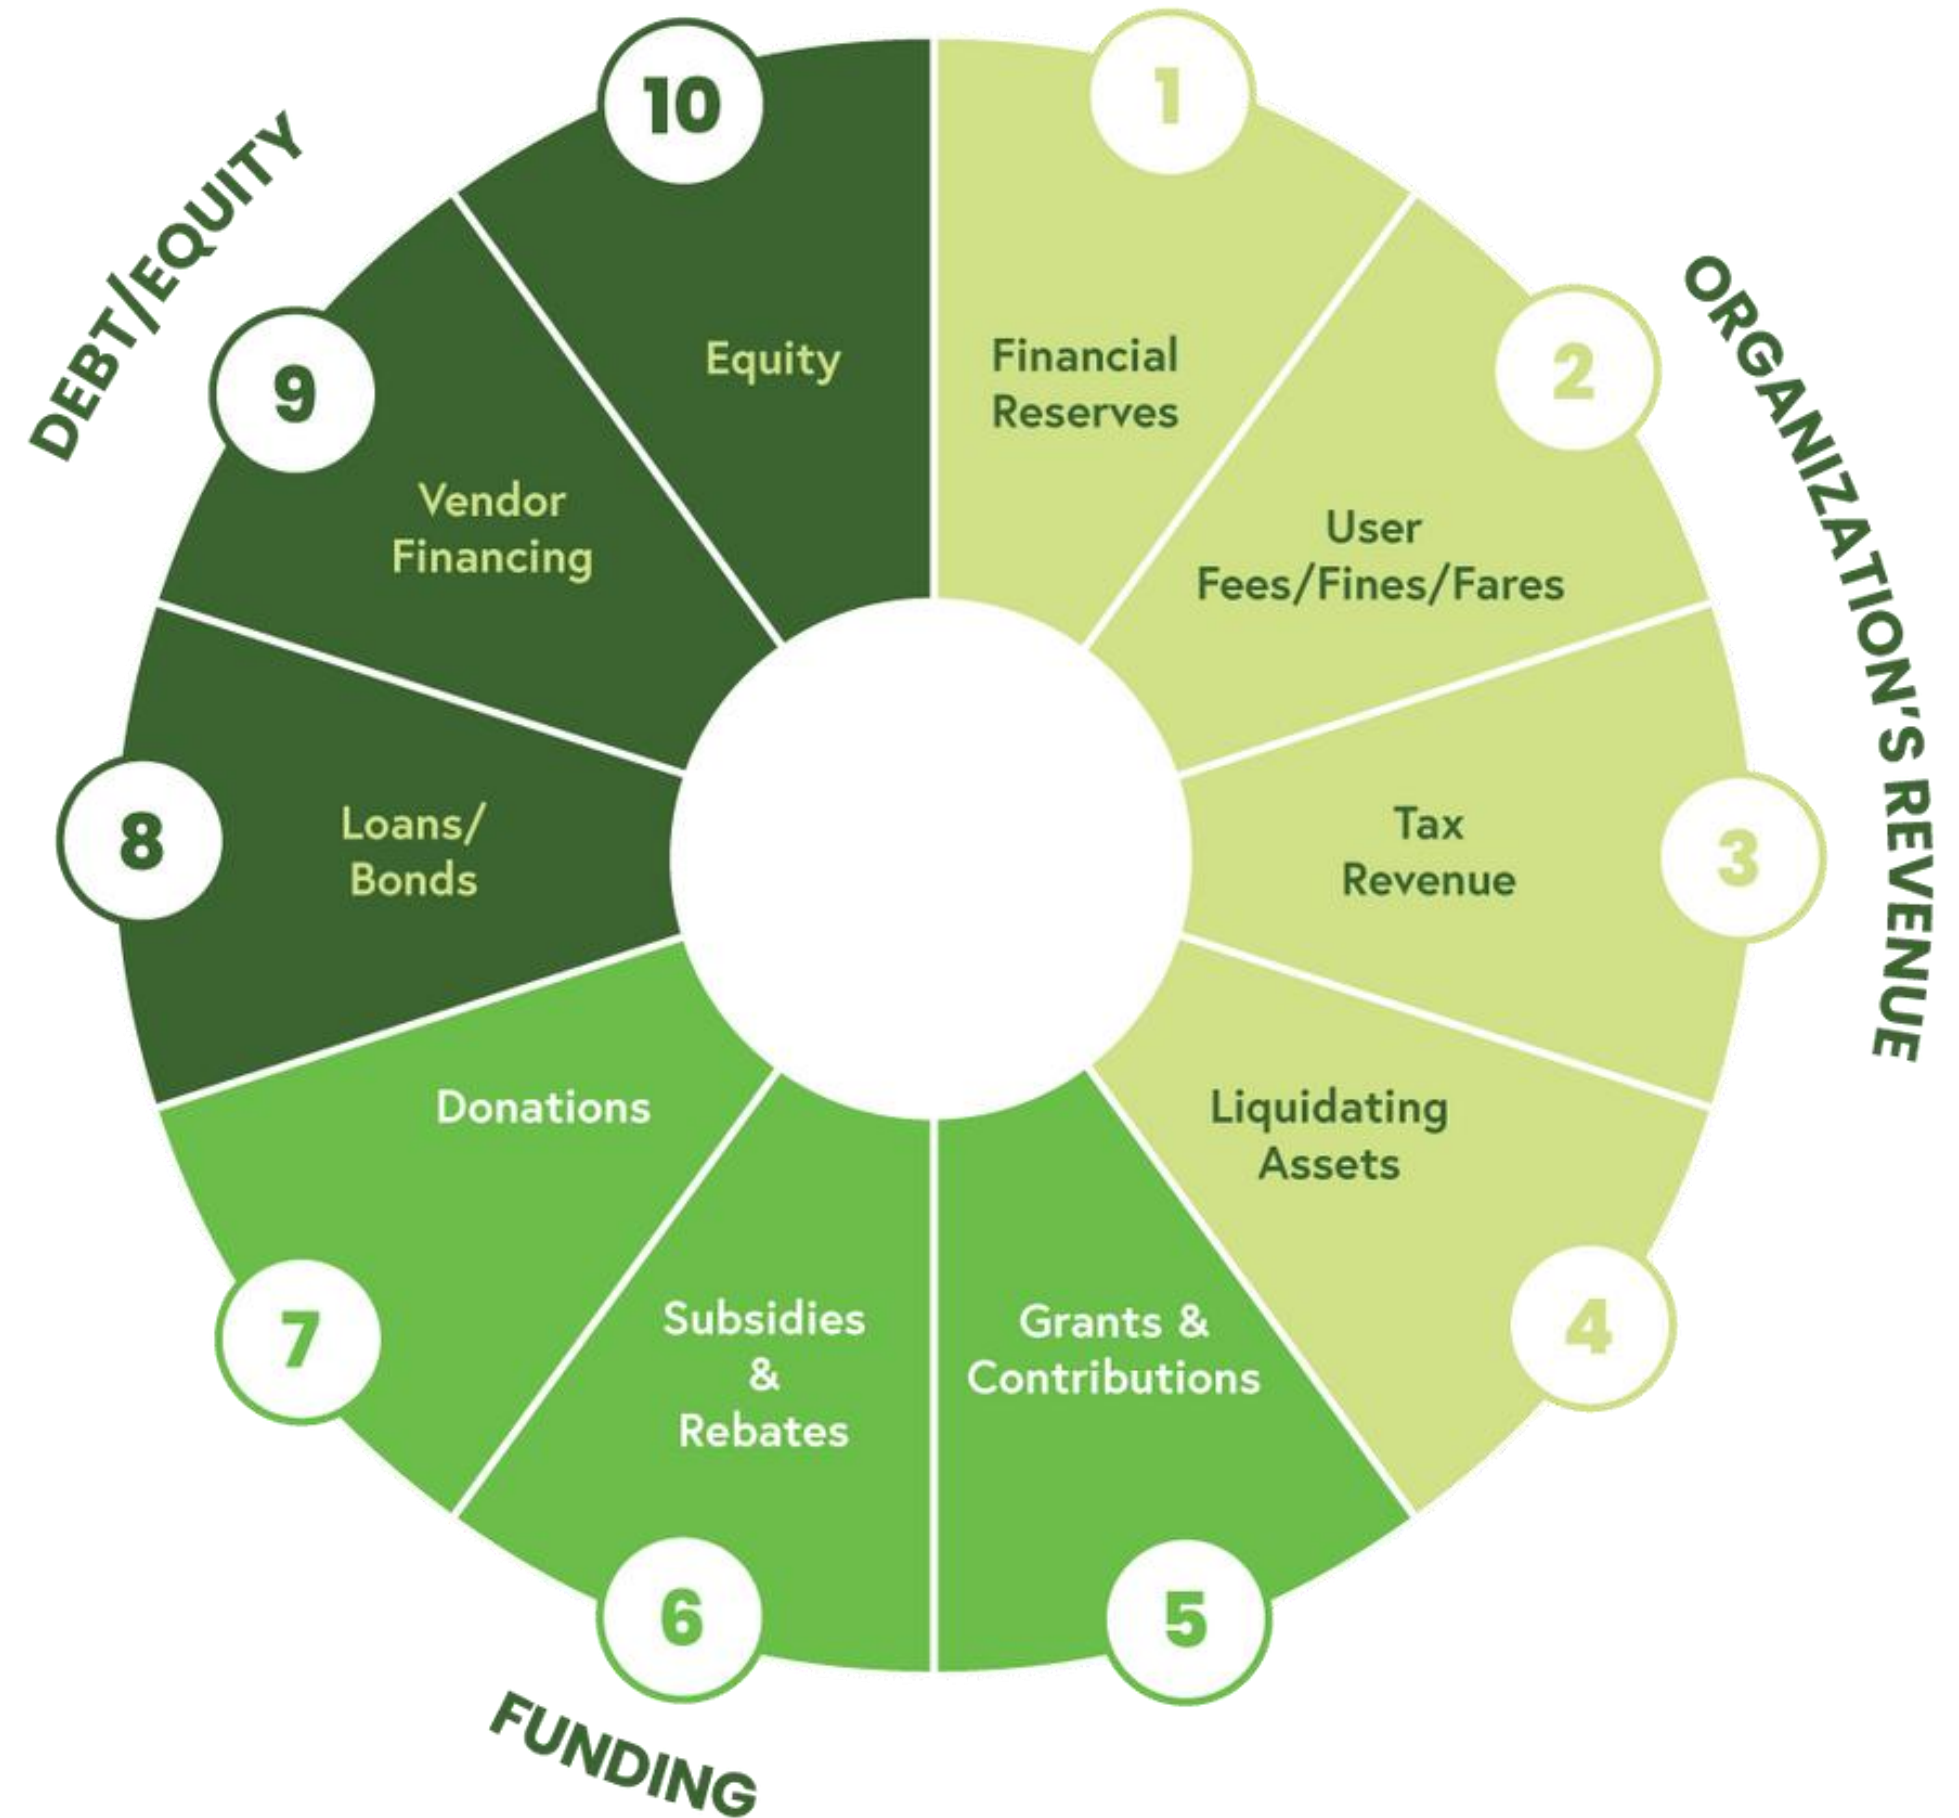 ORGANIZATION'S REVENUE
1
Financial
Reserves
2
User
Fees/Fines/Fares
3
Tax
Revenue
4
Liquidating
Assets
FUNDING
5
Grants &
Contributions
6
Subsidies
&
Rebates
7
Donations
DEBT/EQUITY
8
Loans/
Bonds
9
Vendor
Financing
10
Equity